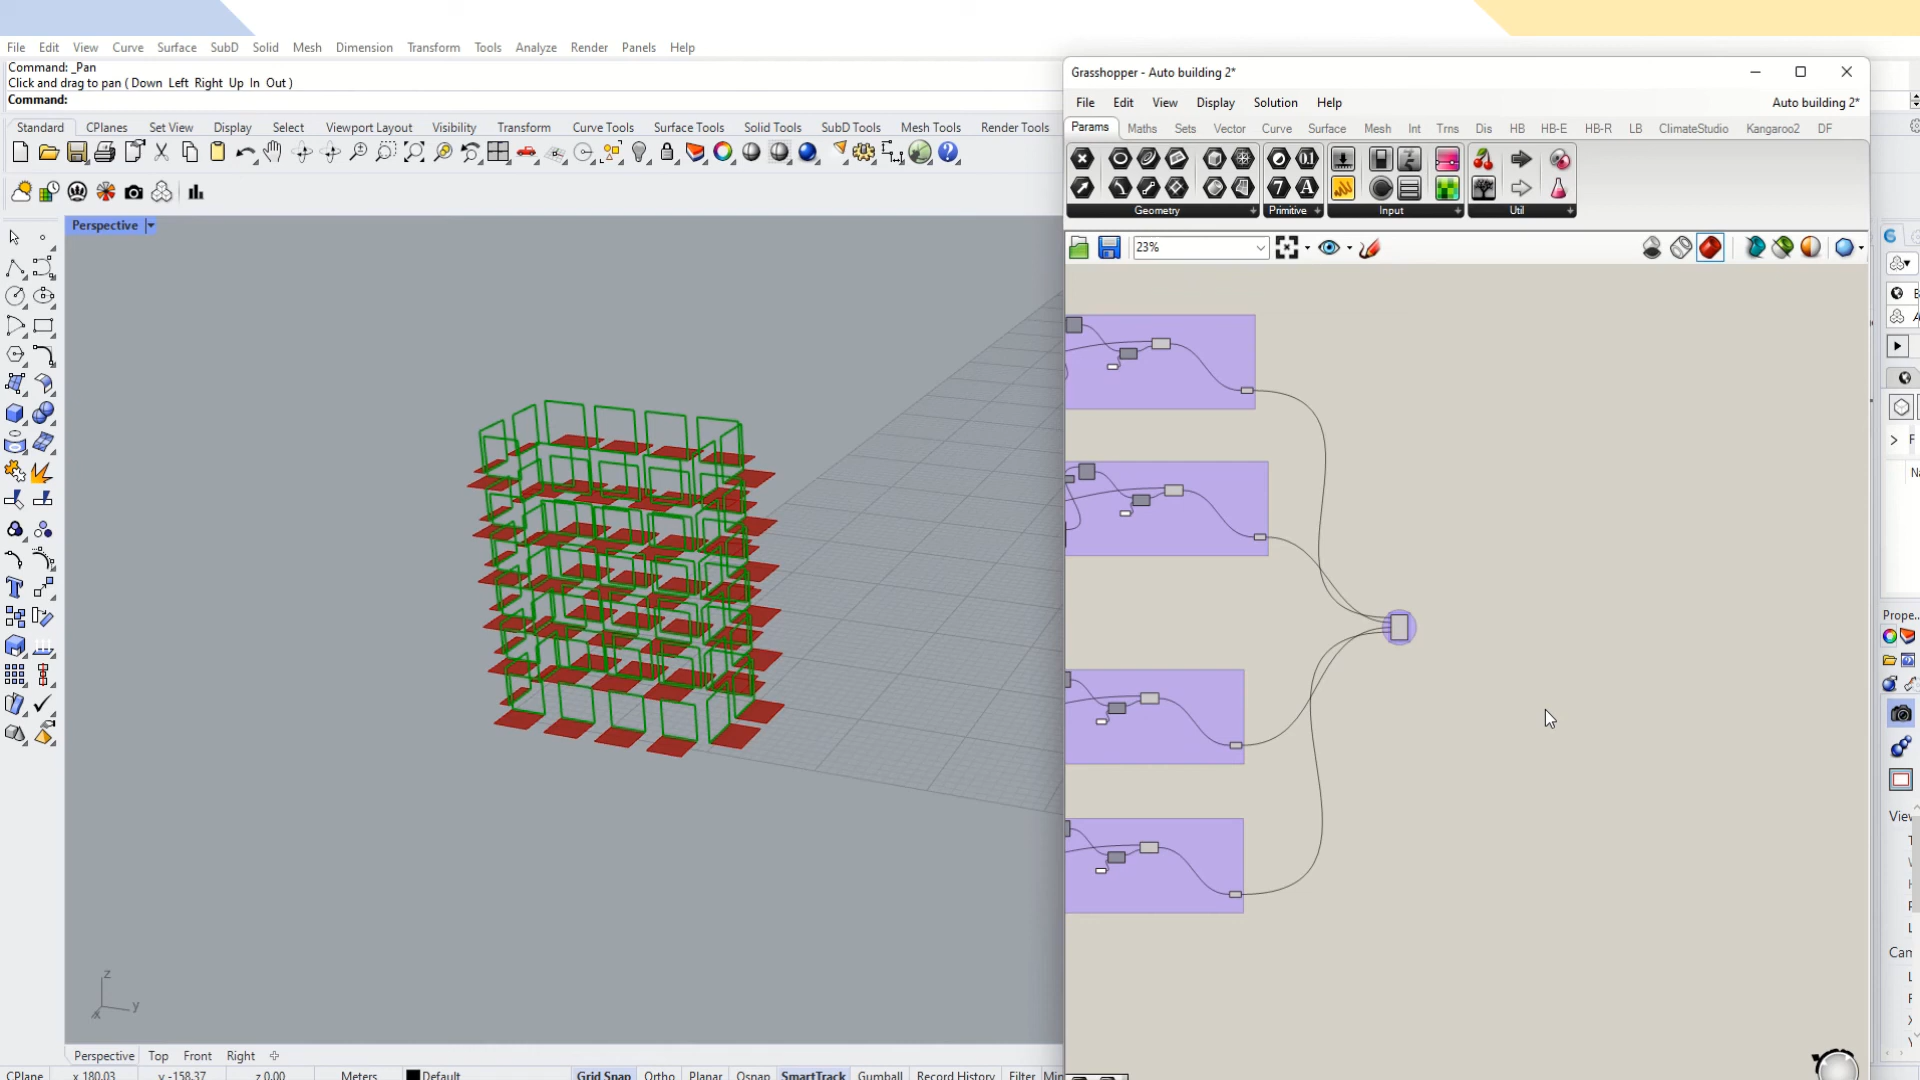 File Edit View Curve Surface SubD Solid Mesh Dimension Transform Tools Analyze Render Panels Help
Command: _Pan
Click and drag to pan ( Down Left Right Up In Out )
Command:
Standard CPlanes Set View Display Select Viewport Layout Visibility Transform Curve Tools Surface Tools Solid Tools SubD Tools Mesh Tools Render Tools
Perspective
Grasshopper - Auto building 2*
File Edit View Display Solution Help
Auto building 2*
Params Maths Sets Vector Curve Surface Mesh Int Trns Dis HB HB-E HB-R LB ClimateStudio Kangaroo2 DF
Geometry Primitive Input Util
23%
Prope...
z
y
x
Perspective Top Front Right
CPlane x 180.03 y -158.37 z 0.00 Meters Default Grid Snap Ortho Planar Osnap SmartTrack Gumball Record History Filter